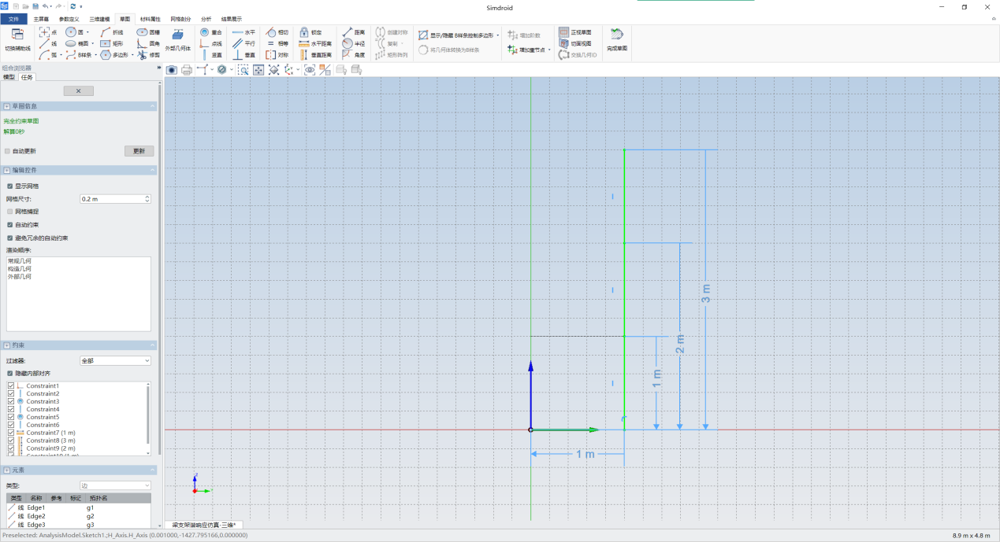 Simdroid
文件 主屏幕 参数定义 三维建模 草图 材料属性 网格剖分 分析 结果展示
切换辅助线 点 圆 折线 圆槽 外部几何体 重合 水平 相切 锁定 距离 创建对称 显示/隐藏 B样条控制多边形 增加阶数 正视草图 完成草图
线 椭圆 矩形 圆角 点线 平行 相等 水平距离 半径 复制 将几何体转换为B样条 增加重节点 切面视图
弧 B样条 多边形 修剪 竖直 垂直 对称 垂直距离 角度 矩形阵列 交换几何ID
组合浏览器
模型 任务
草图信息
完全约束草图
解算0秒
自动更新 更新
编辑控件
显示网格
网格尺寸: 0.2 m
网格捕捉
自动约束
避免冗余的自动约束
渲染顺序:
常规几何
构造几何
外部几何
约束
过滤器: 全部
隐藏内部对齐
Constraint1
Constraint2
Constraint3
Constraint4
Constraint5
Constraint6
Constraint7 (1 m)
Constraint8 (3 m)
Constraint9 (2 m)
Constraint10 (1 m)
元素
类型: 边
类型 名称 参考 标记 拓扑名
线 Edge1 g1
线 Edge2 g2
线 Edge3 g3
3 m
2 m
1 m
1 m
梁支架谐响应仿真-三维*
Preselected: AnalysisModel.Sketch1.;H_Axis.H_Axis (0.001000,-1427.795166,0.000000) 8.9 m x 4.8 m